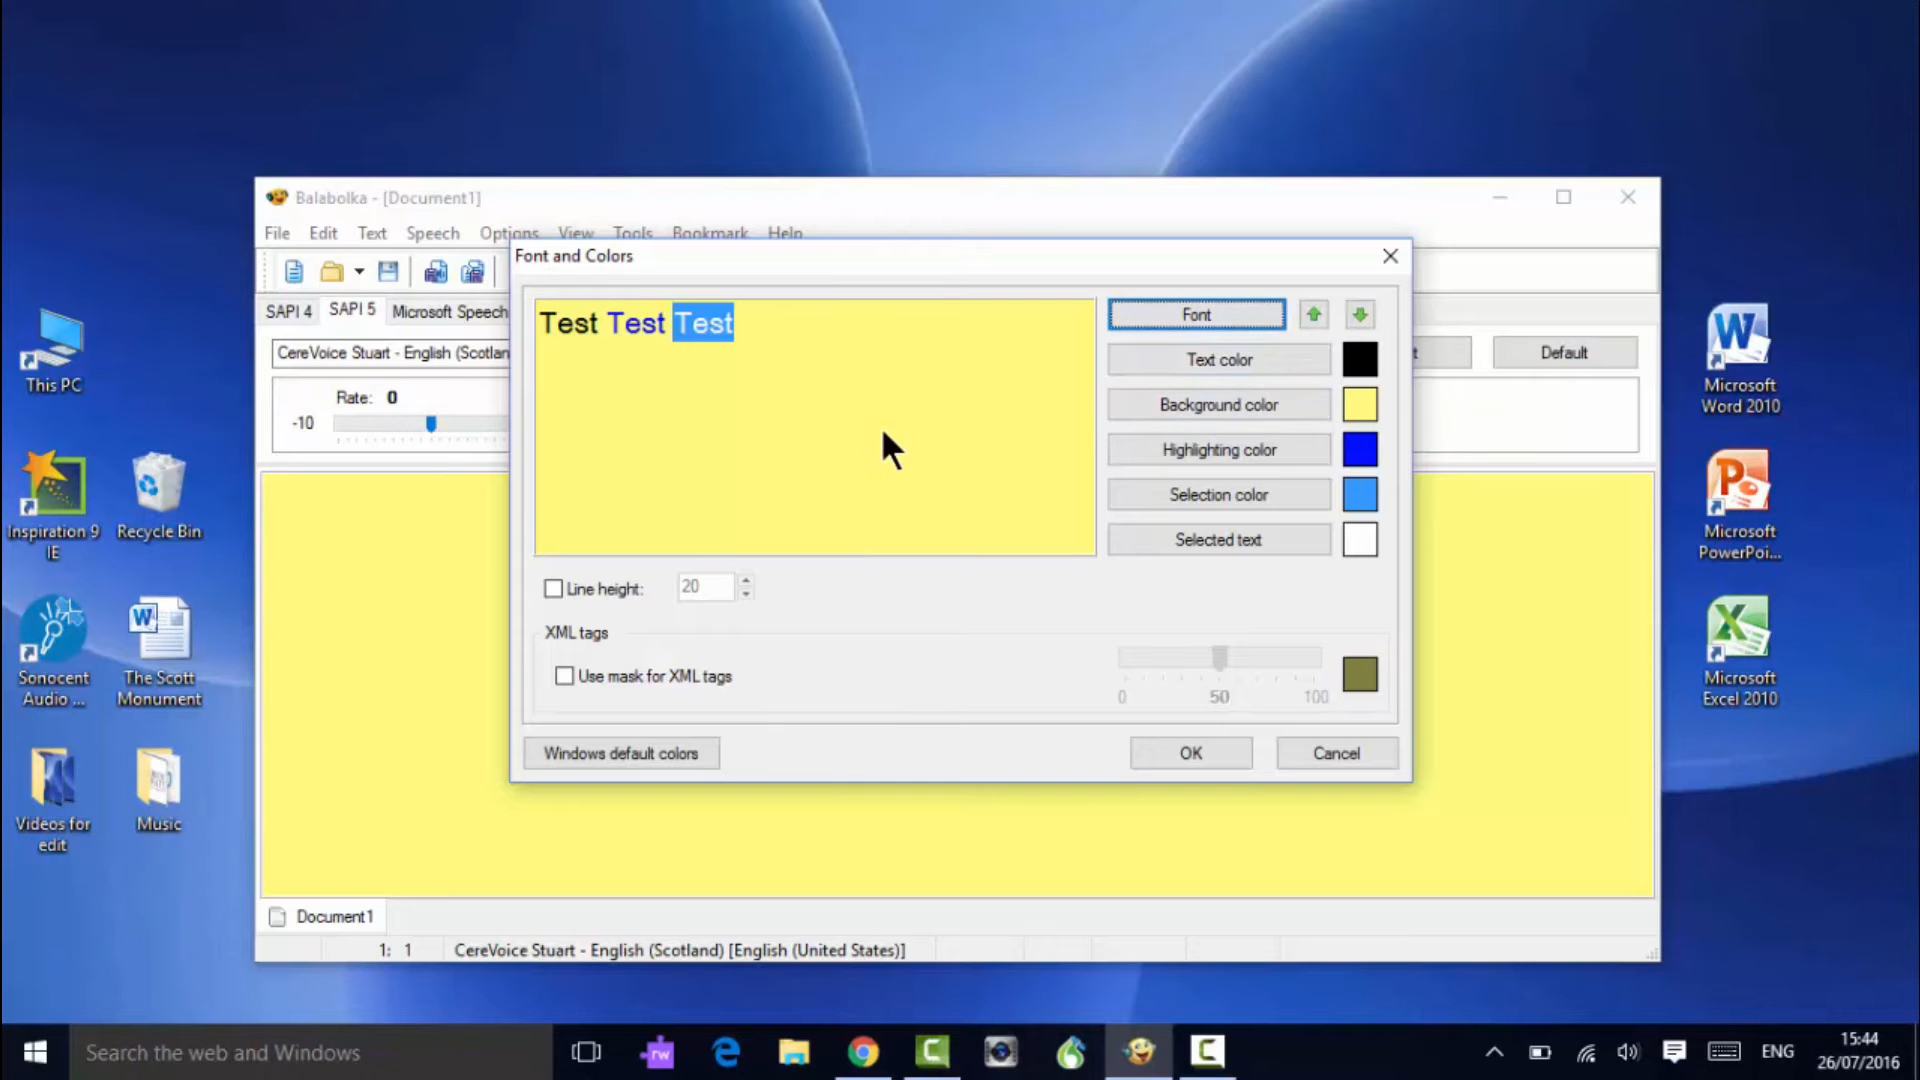 Balabolka - [Document1]
File Edit Text Speech Options View Tools Bookmark Help
Font and Colors
SAPI 4 SAPI 5 Microsoft Speech
CereVoice Stuart - English (Scotlan
Default
Rate: 0
-10
Test Test Test
Font
Text color
Background color
Highlighting color
Selection color
Selected text
Line height: 20
XML tags
Use mask for XML tags
0 50 100
Windows default colors OK Cancel
Document1
1: 1 CereVoice Stuart - English (Scotland) [English (United States)]
This PC
Inspiration 9
IE
Recycle Bin
Sonocent
Audio ...
The Scott
Monument
Videos for
edit
Music
Microsoft
Word 2010
Microsoft
PowerPoi...
Microsoft
Excel 2010
Search the web and Windows
rw
ENG
15:44
26/07/2016